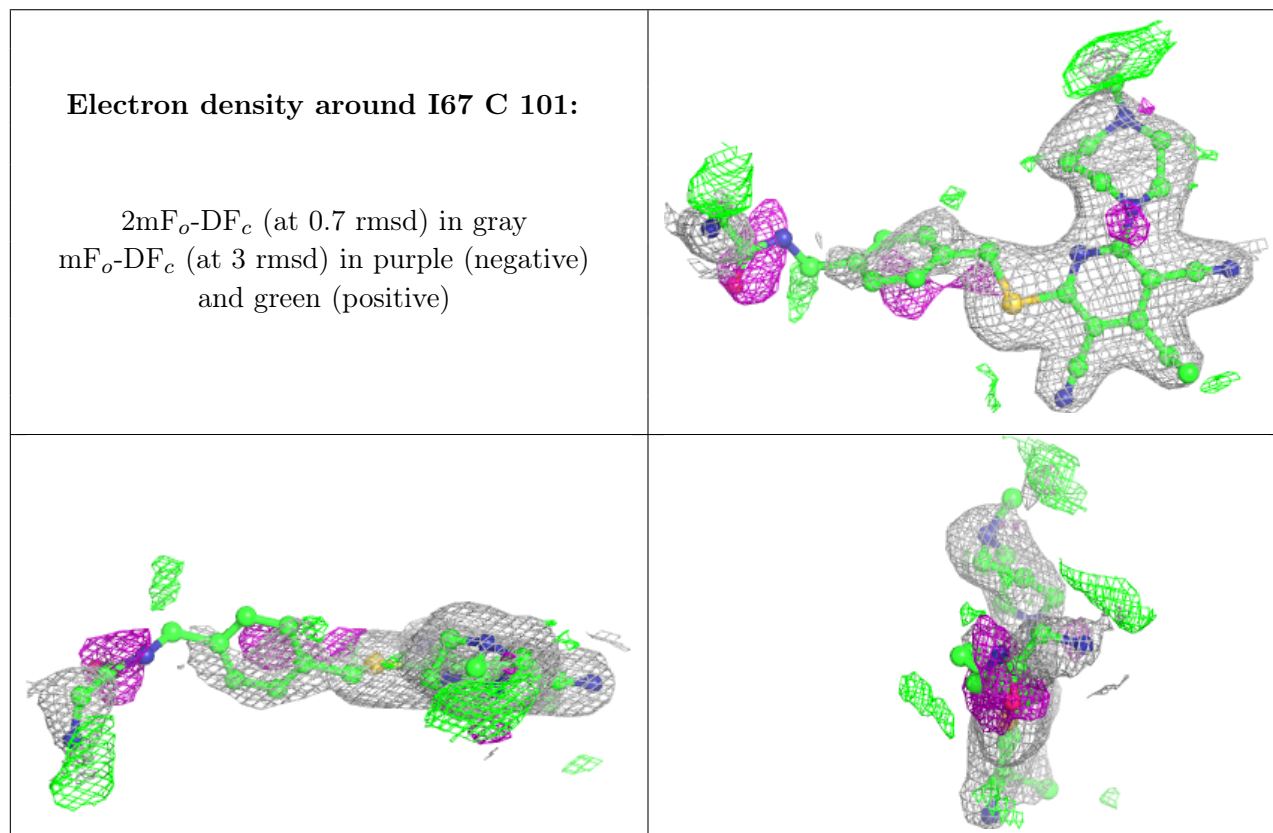 Electron density around I67 C 101:
2mFₒ-DF𝒸 (at 0.7 rmsd) in gray
mFₒ-DF𝒸 (at 3 rmsd) in purple (negative)
and green (positive)